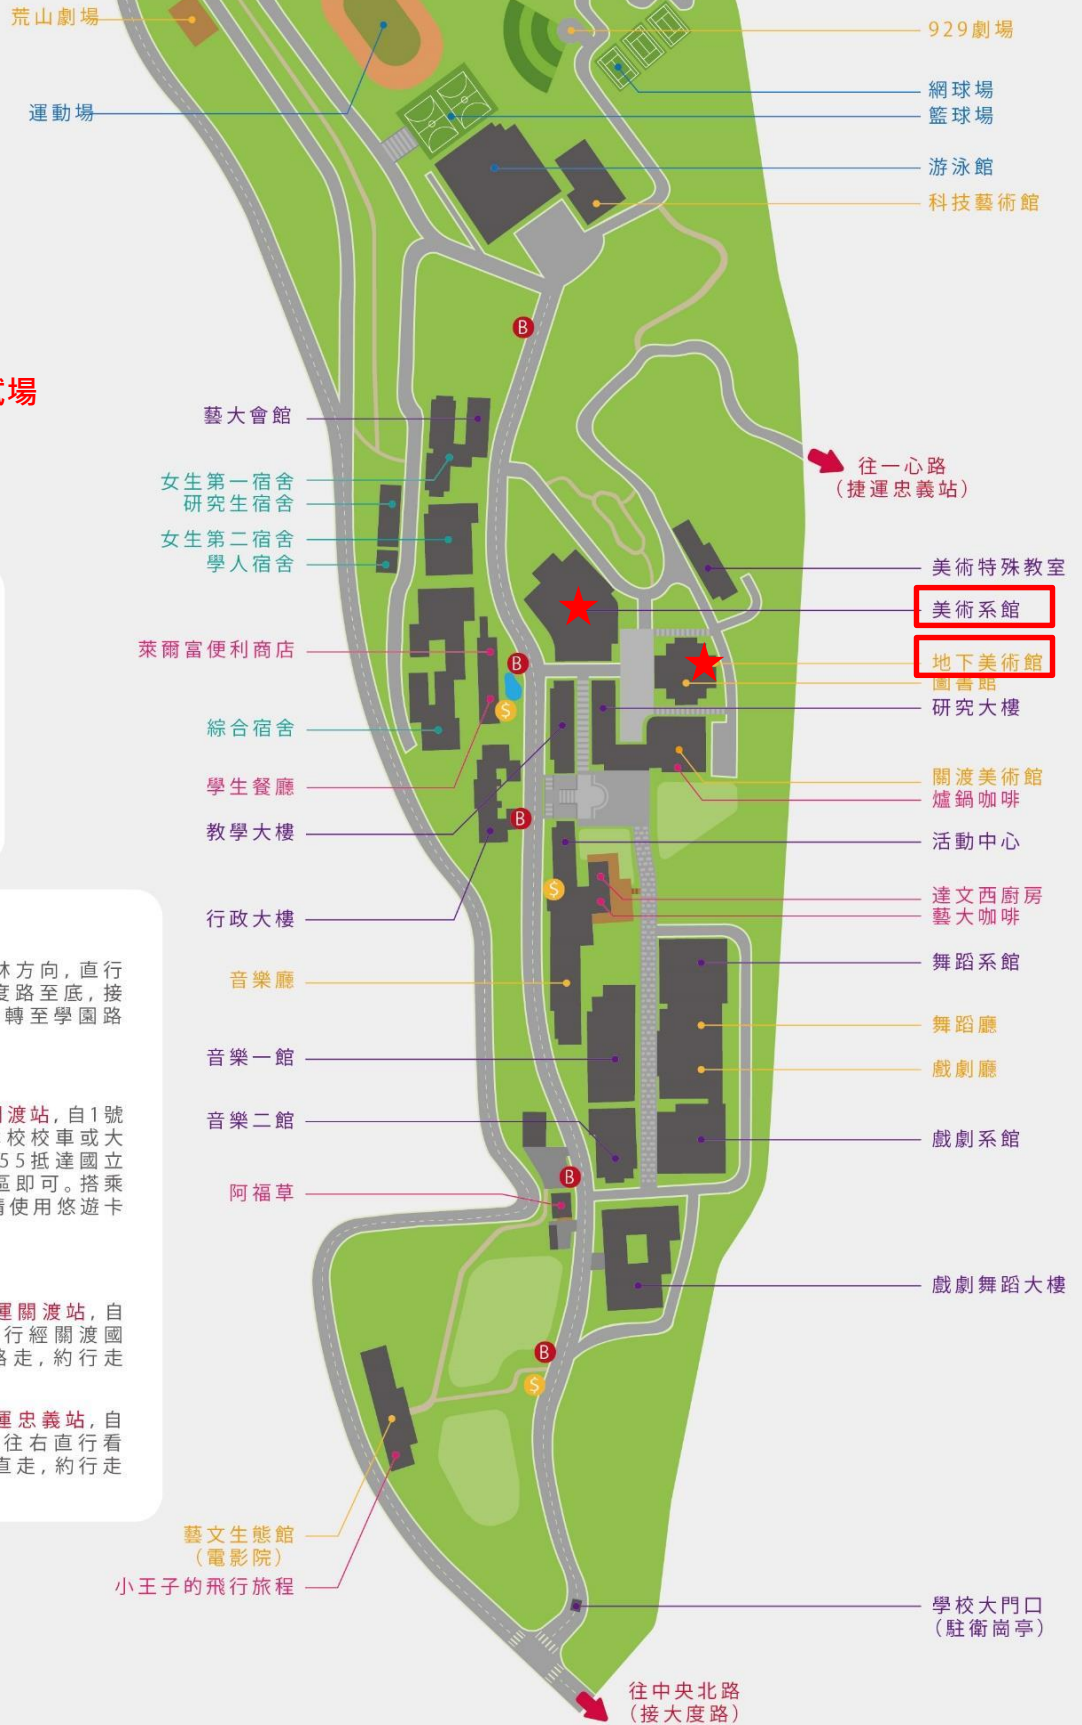 荒山劇場
運動場
試場
藝大會館
女生第一宿舍
研究生宿舍
女生第二宿舍
學人宿舍
萊爾富便利商店
綜合宿舍
學生餐廳
教學大樓
行政大樓
音樂廳
音樂一館
音樂二館
阿福草
藝文生態館
(電影院)
小王子的飛行旅程
929劇場
網球場
籃球場
游泳館
科技藝術館
往一心路
(捷運忠義站)
美術特殊教室
美術系館
地下美術館
圖書館
研究大樓
關渡美術館
爐鍋咖啡
活動中心
達文西廚房
藝大咖啡
舞蹈系館
舞蹈廳
戲劇廳
戲劇系館
戲劇舞蹈大樓
學校大門口
(駐衛崗亭)
往中央北路
(接大度路)
B
B
$
B
$
B
B
$
林方向,直行
度路至底,接
轉至學園路
渡站,自1號
校校車或大
55抵達國立
區即可。搭乘
請使用悠遊卡
運關渡站,自
行經關渡國
路走,約行走
運忠義站,自
往右直行看
直走,約行走